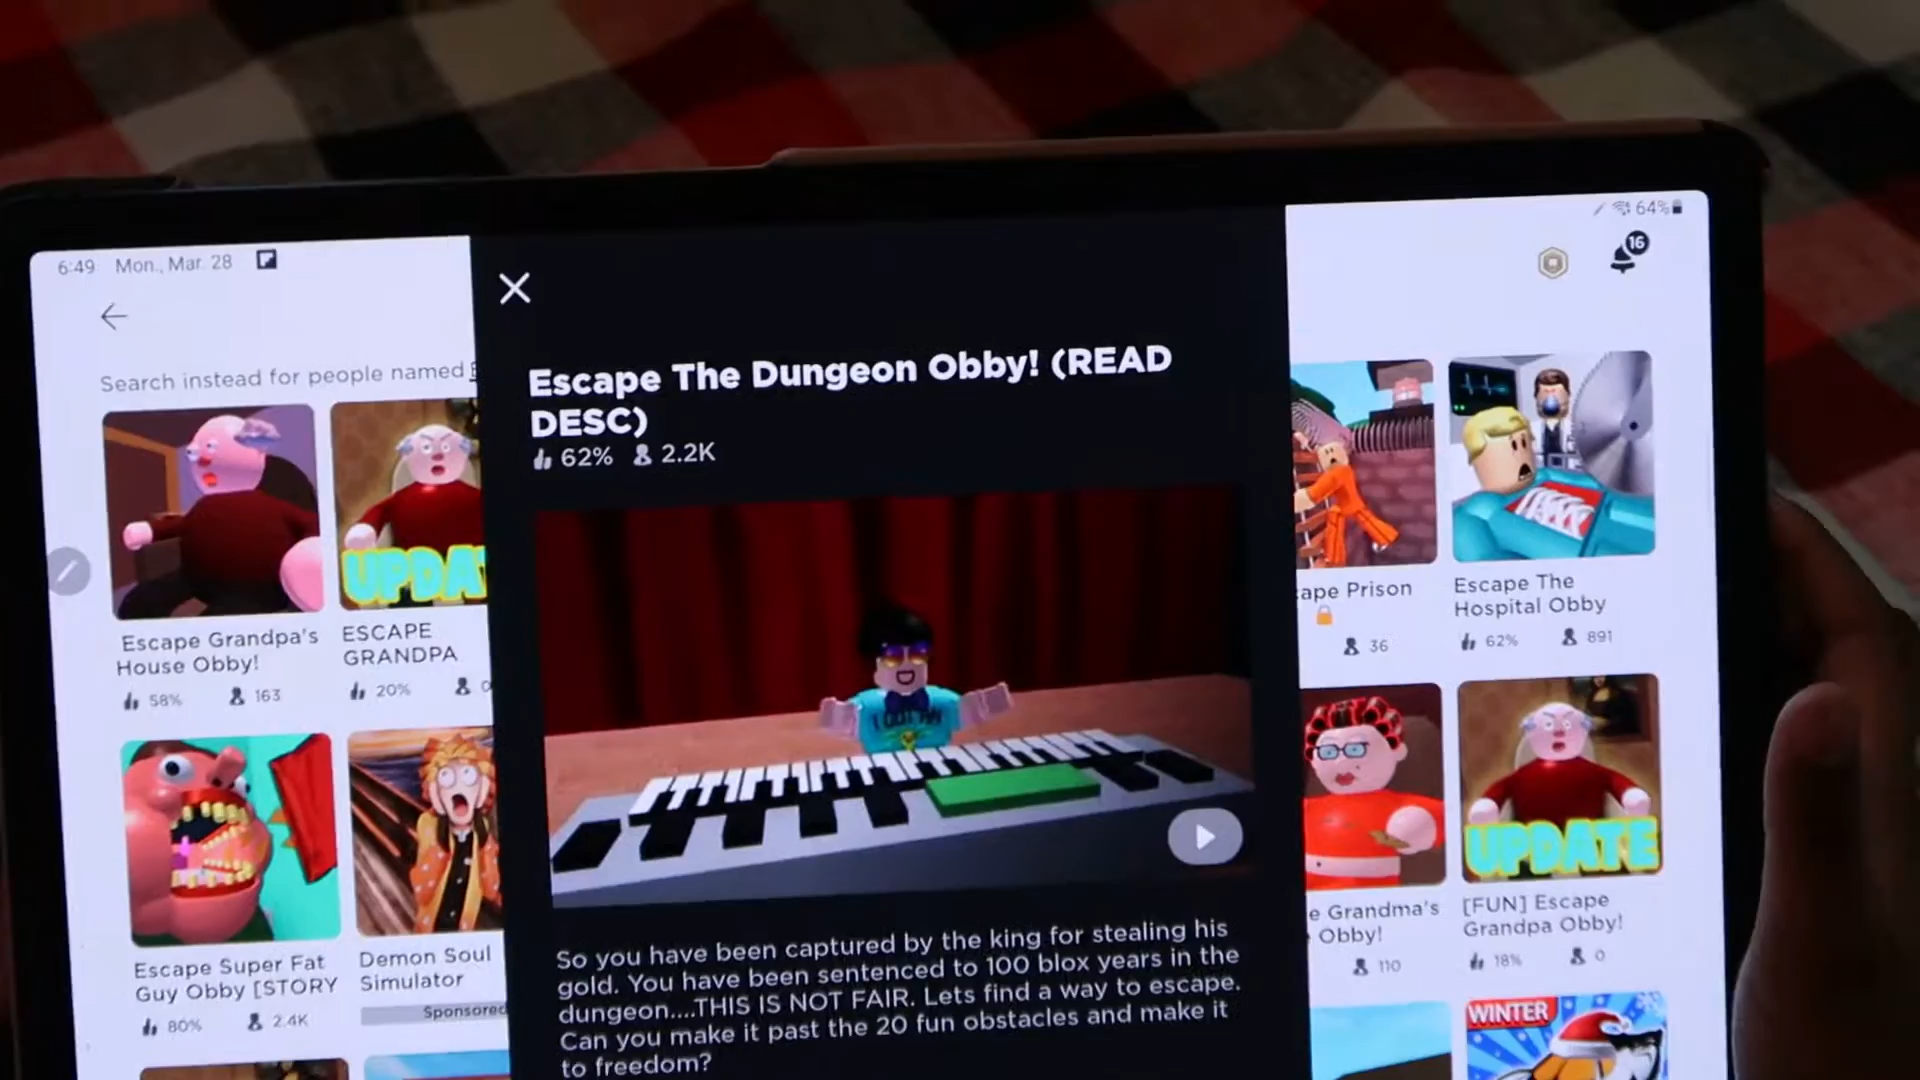 6:49 Mon., Mar. 28
64%
16
Search instead for people named
Escape The Dungeon Obby! (READ
DESC)
62% 2.2K
UPDA
Escape Grandpa's
House Obby!
58% 163
ESCAPE
GRANDPA
20% 0
ape Prison
36
Escape The
Hospital Obby
62% 891
Escape Super Fat
Guy Obby [STORY
80% 2.4K
Demon Soul
Simulator
Sponsored
So you have been captured by the king for stealing his
gold. You have been sentenced to 100 blox years in the
dungeon....THIS IS NOT FAIR. Lets find a way to escape.
Can you make it past the 20 fun obstacles and make it
to freedom?
e Grandma's
Obby!
110
UPDATE
[FUN] Escape
Grandpa Obby!
18% 0
WINTER